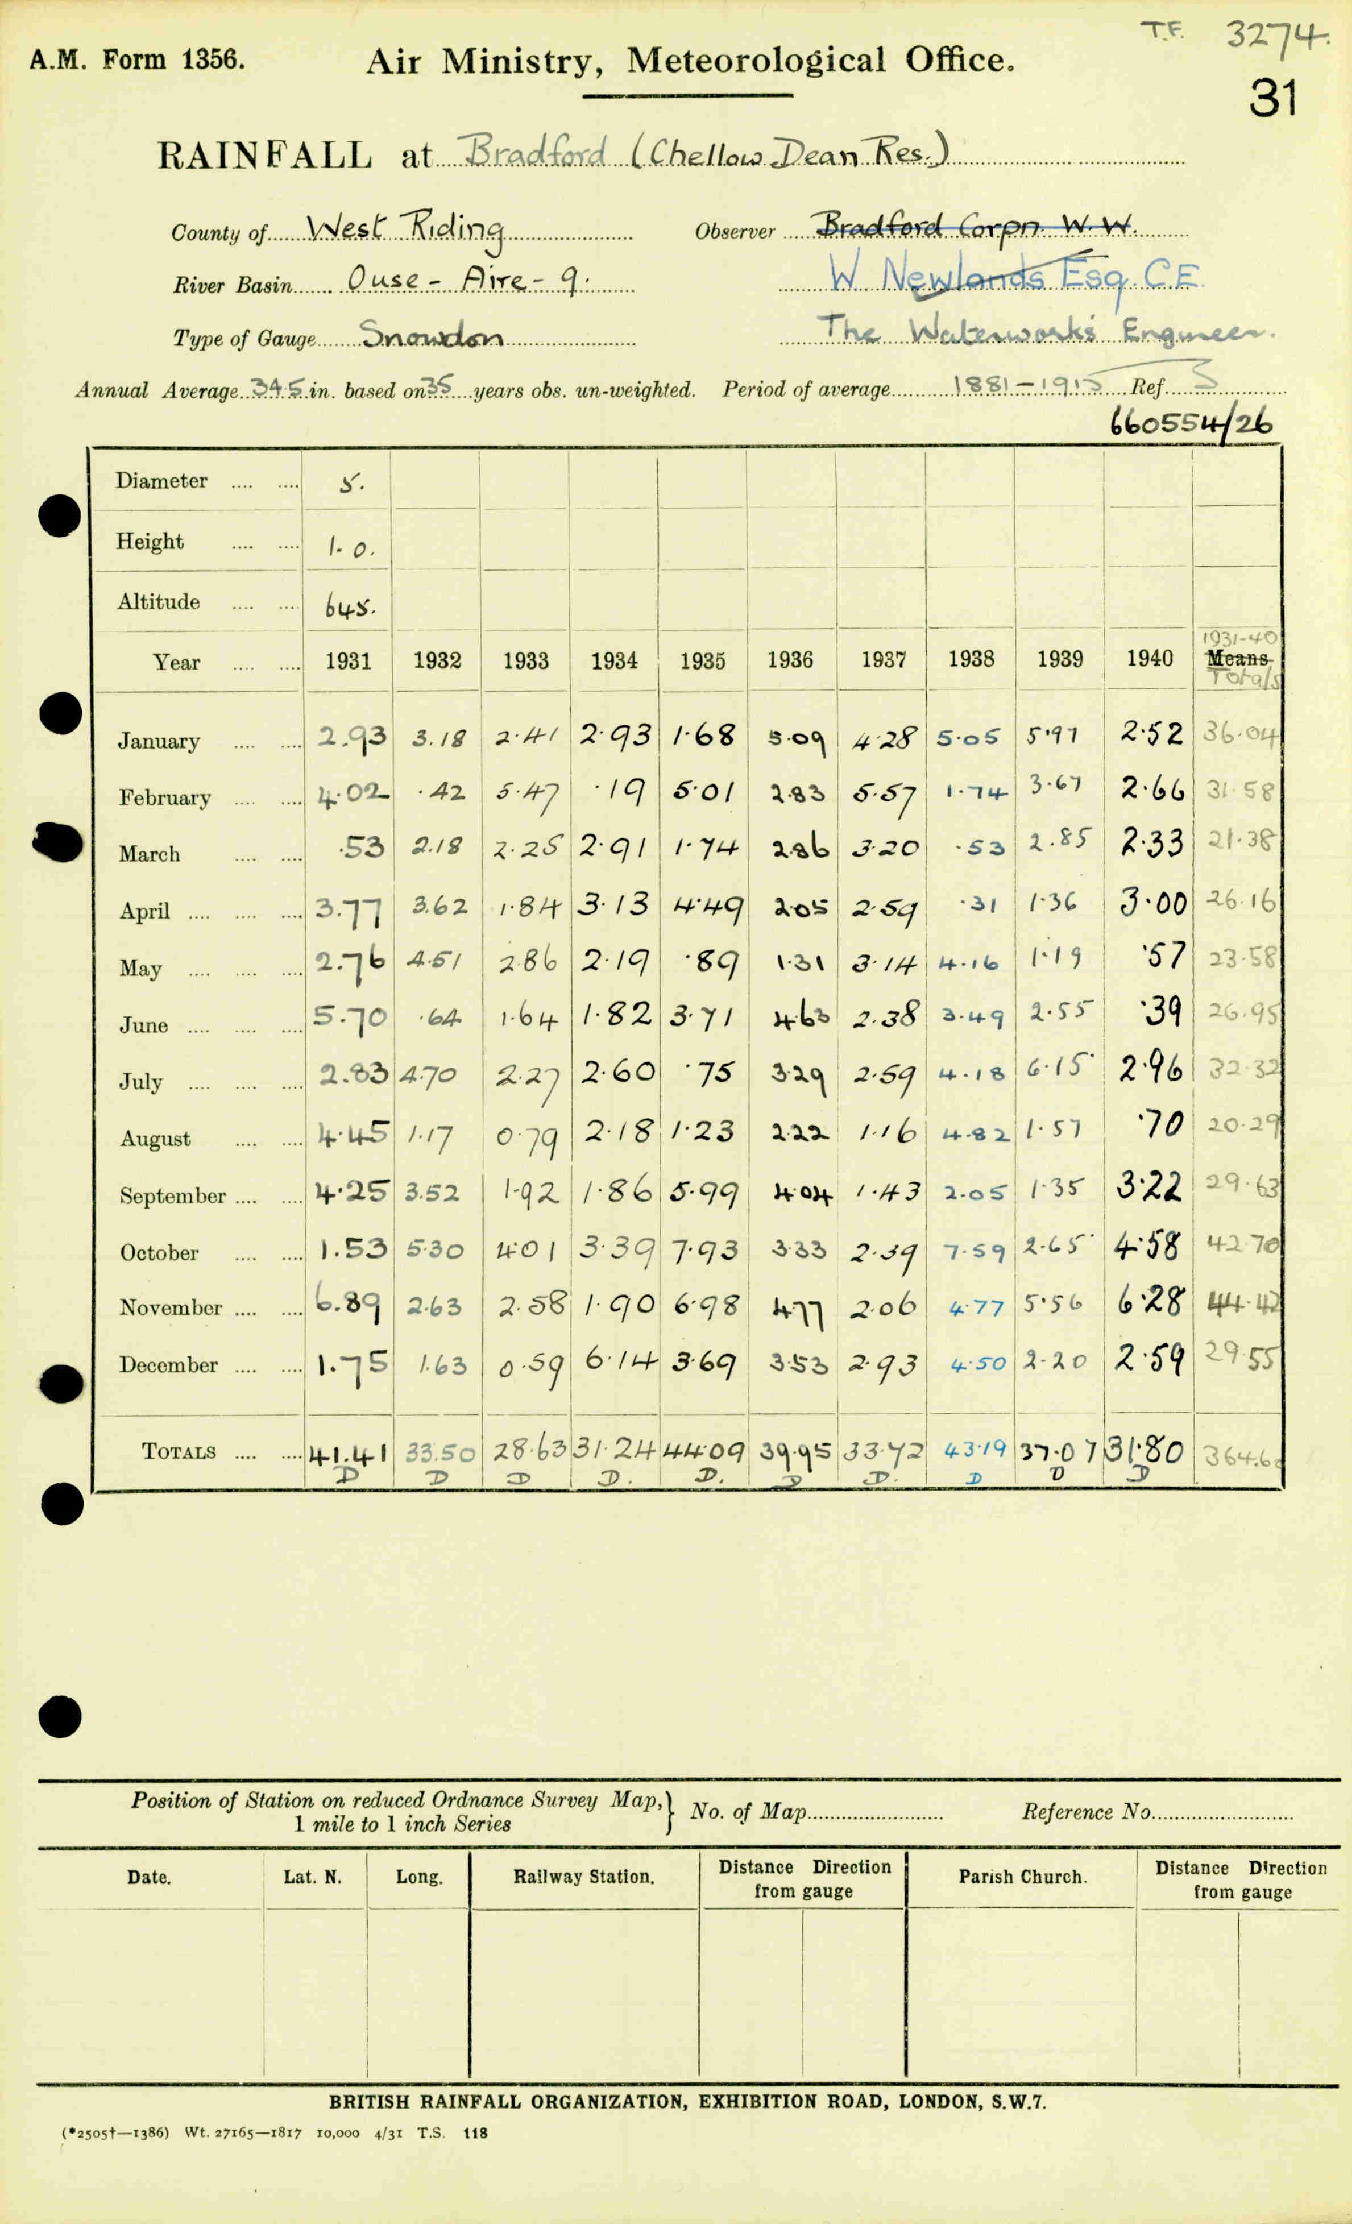 T.F. 3274.
A.M. Form 1356. Air Ministry, Meteorological Office.
31
RAINFALL at Bradford (Chellow Dean Res.)
County of West Riding Observer Bradford Corpn. W.W.
River Basin Ouse - Aire - 9. W Newlands Esq. C.E.
Type of Gauge Snowdon The Waterworks Engineer.
Annual Average 34.5 in. based on 35 years obs. un-weighted. Period of average 1881-1915 Ref. S
660554/26
Diameter .... .... 5.
Height .... .... 1.0.
Altitude .... .... 645.
1931-40
Year .... .... 1931 1932 1933 1934 1935 1936 1937 1938 1939 1940 Means
Totals
January .... .... 2.93 3.18 2.41 2.93 1.68 5.09 4.28 5.05 5.97 2.52 36.04
February .... .... 4.02 .42 5.47 .19 5.01 2.83 5.57 1.74 3.67 2.66 31.58
March .... .... .53 2.18 2.25 2.91 1.74 2.86 3.20 .53 2.85 2.33 21.38
April .... .... .... 3.77 3.62 1.84 3.13 4.49 2.05 2.59 .31 1.36 3.00 26.16
May .... .... .... 2.76 4.51 2.86 2.19 .89 1.31 3.14 4.16 1.19 .57 23.58
June .... .... .... 5.70 .64 1.64 1.82 3.71 4.63 2.38 3.49 2.55 .39 26.95
July .... .... .... 2.83 4.70 2.27 2.60 .75 3.29 2.59 4.18 6.15 2.96 32.32
August .... .... 4.45 1.17 0.79 2.18 1.23 2.22 1.16 4.82 1.57 .70 20.29
September .... .... 4.25 3.52 1.92 1.86 5.99 4.04 1.43 2.05 1.35 3.22 29.63
October .... .... 1.53 5.30 4.01 3.39 7.93 3.33 2.39 7.59 2.65 4.58 42.70
November .... .... 6.89 2.63 2.58 1.90 6.98 4.77 2.06 4.77 5.56 6.28 44.42
December .... .... 1.75 1.63 0.59 6.14 3.69 3.53 2.93 4.50 2.20 2.59 29.55
TOTALS .... .... 41.41 33.50 28.63 31.24 44.09 39.95 33.72 43.19 37.07 31.80 364.60
D D D D. D. D D. D D D
Position of Station on reduced Ordnance Survey Map,} No. of Map Reference No.
1 mile to 1 inch Series
Date. Lat. N. Long. Railway Station. Distance Direction from gauge Parish Church. Distance Direction from gauge
BRITISH RAINFALL ORGANIZATION, EXHIBITION ROAD, LONDON, S.W.7.
(*2505†—1386) Wt. 27165—1817 10,000 4/31 T.S. 118